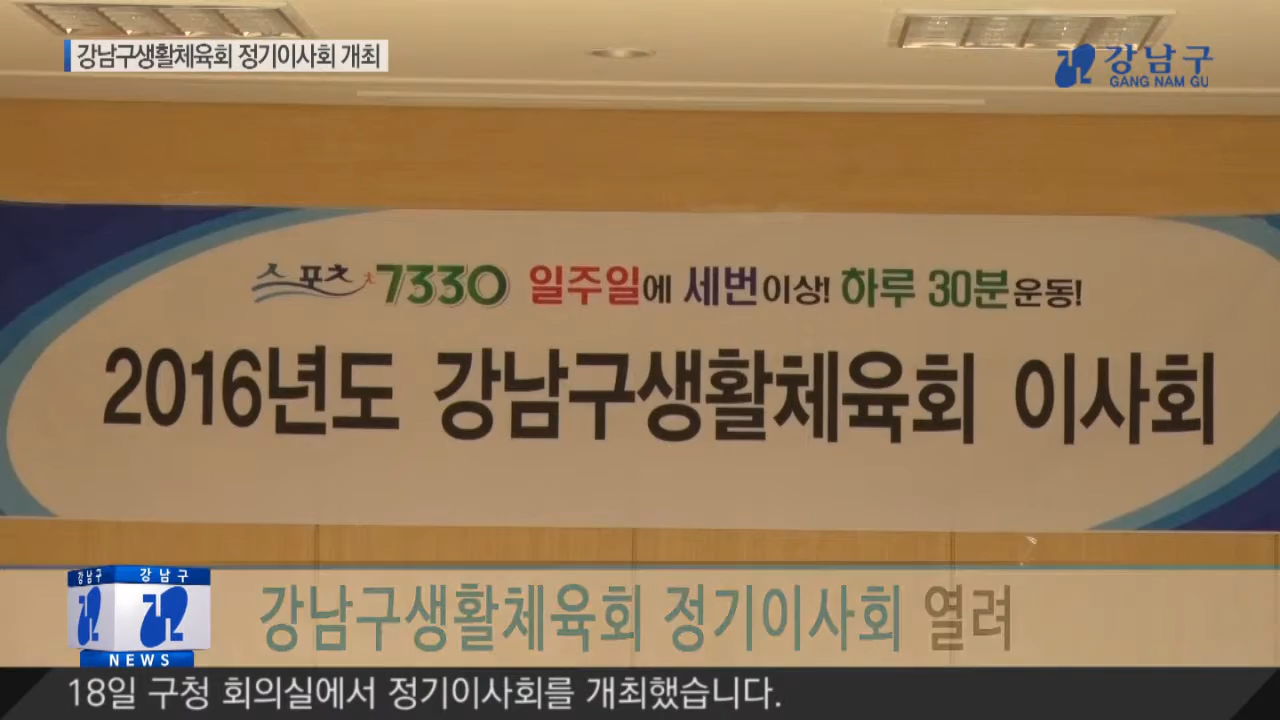 강남구생활체육회 정기이사회 개최
강남구
GANG NAM GU
스포츠 7330 일주일에 세번이상! 하루 30분운동!
2016년도 강남구생활체육회 이사회
강남구 강남구
NEWS
강남구생활체육회 정기이사회 열려
18일 구청 회의실에서 정기이사회를 개최했습니다.